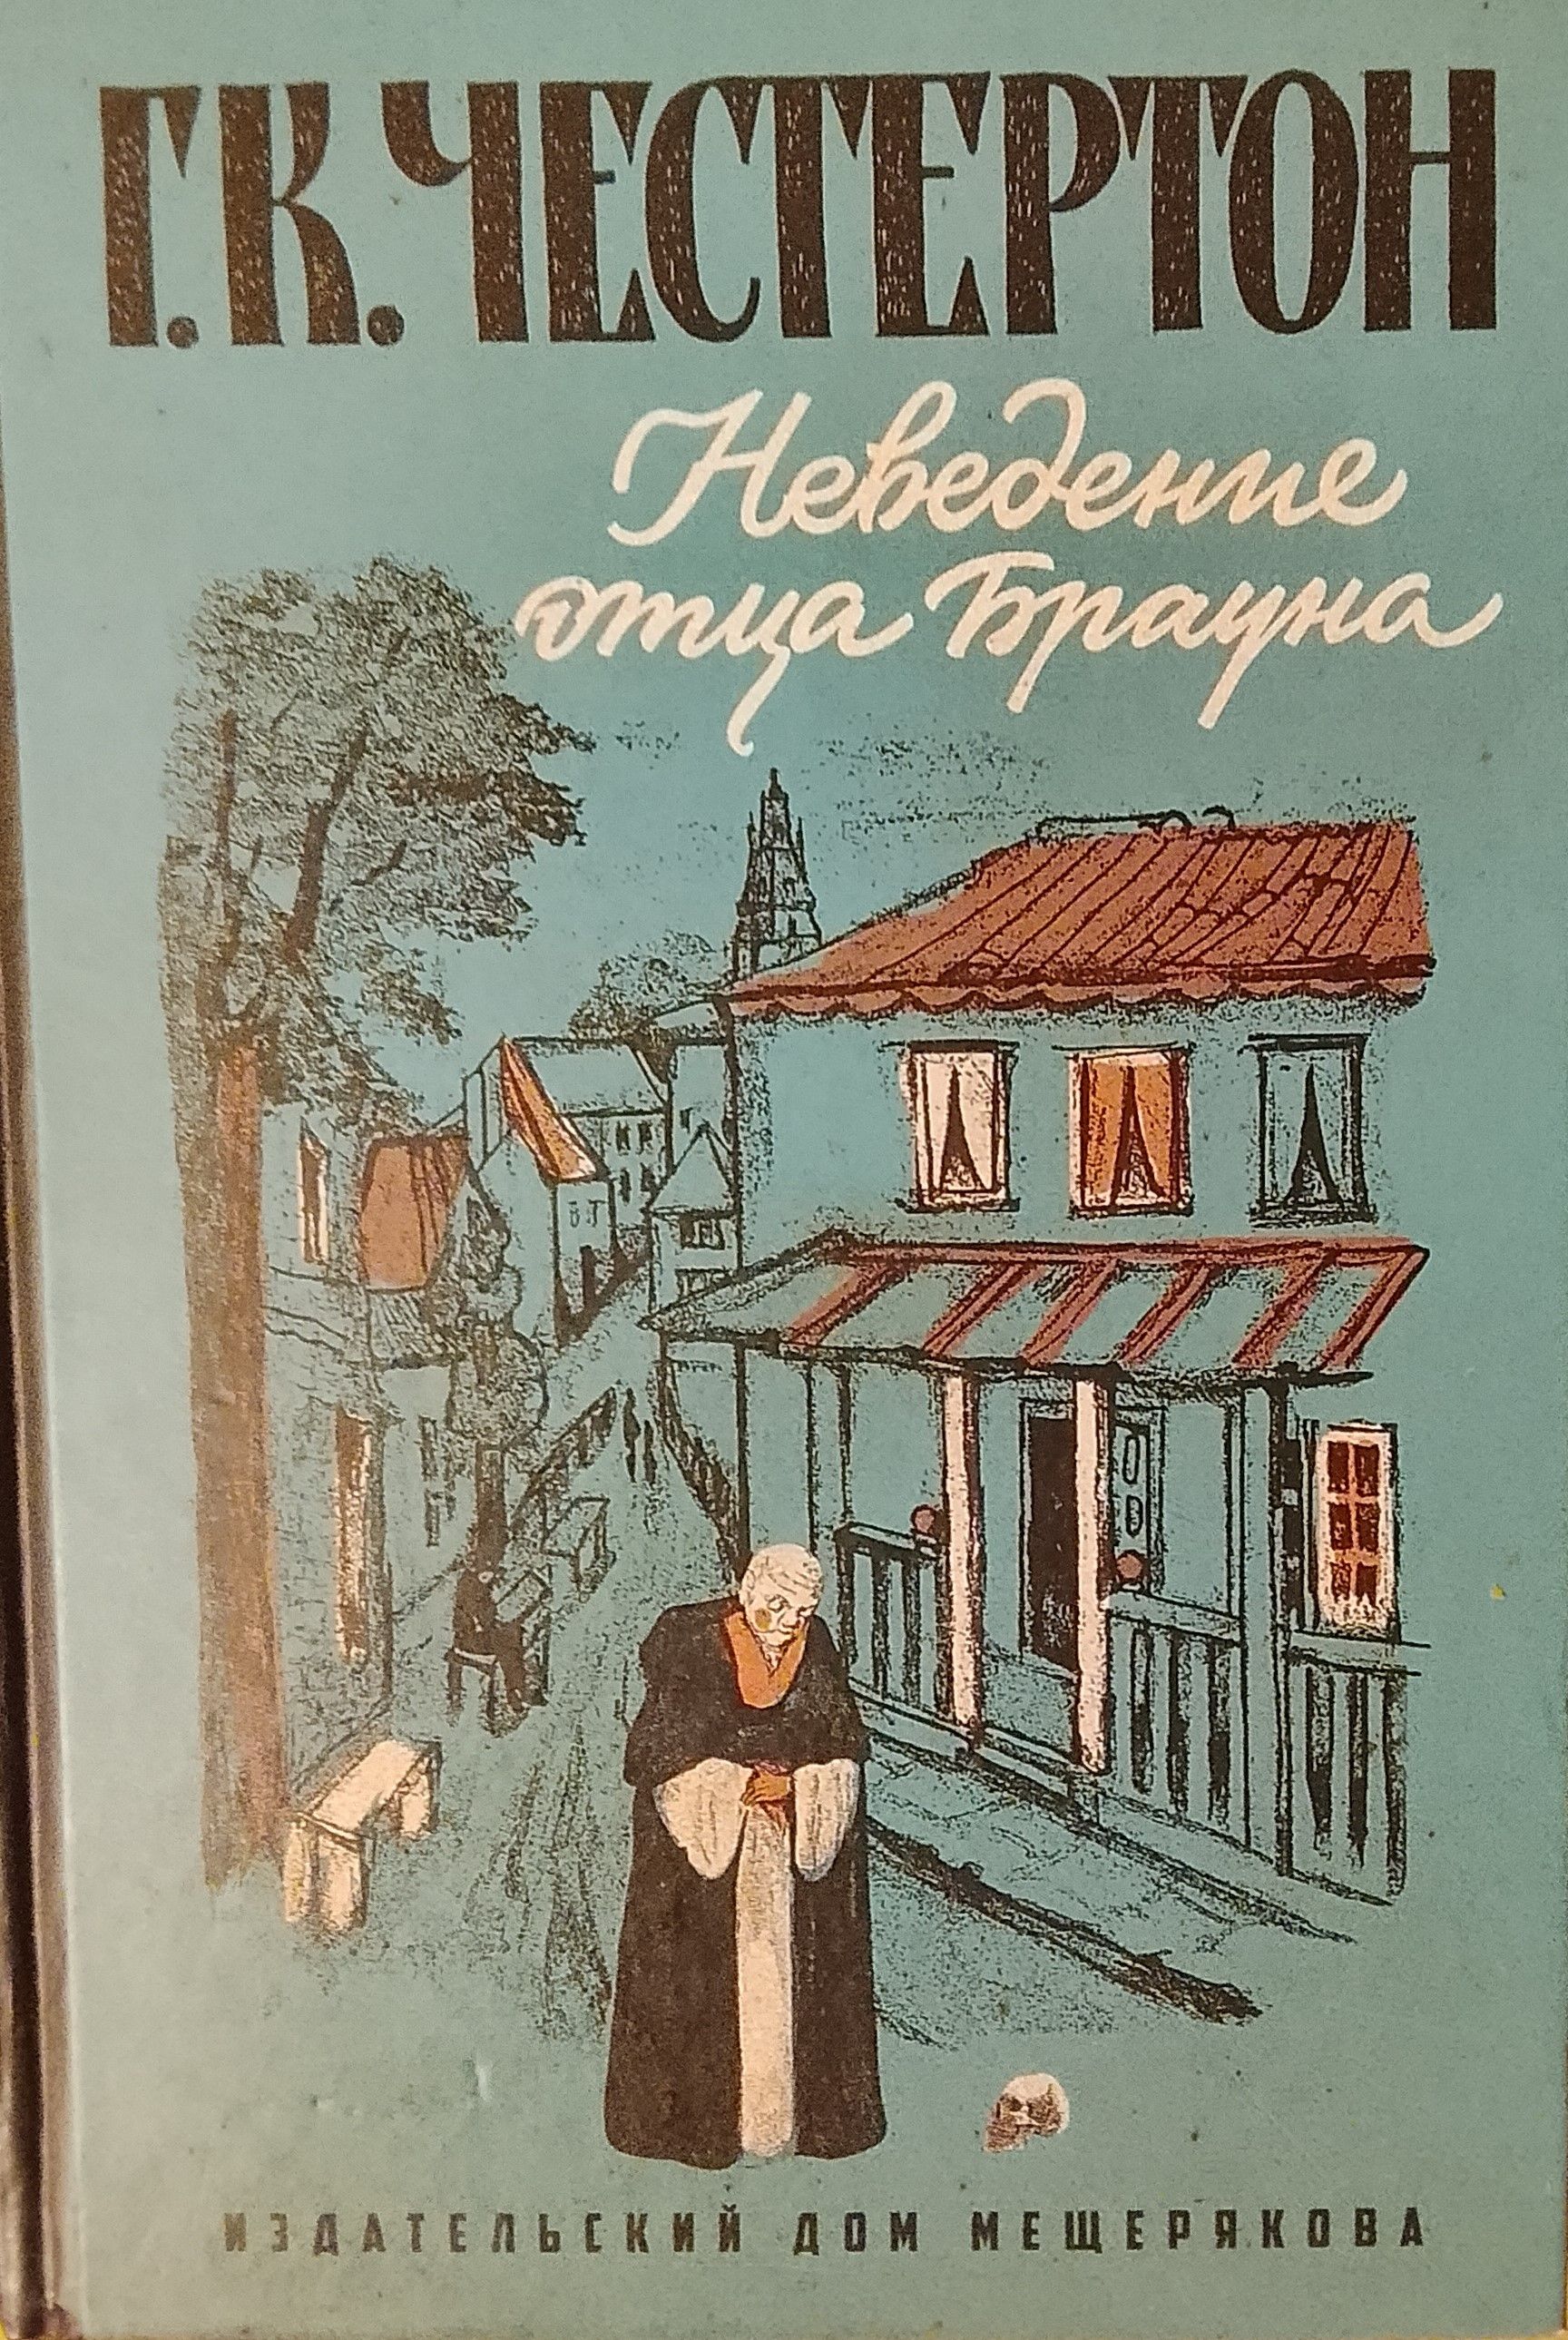 Г.К. ЧЕСТЕРТОН
Неведение
отца Брауна
ИЗДАТЕЛЬСКИЙ ДОМ МЕЩЕРЯКОВА